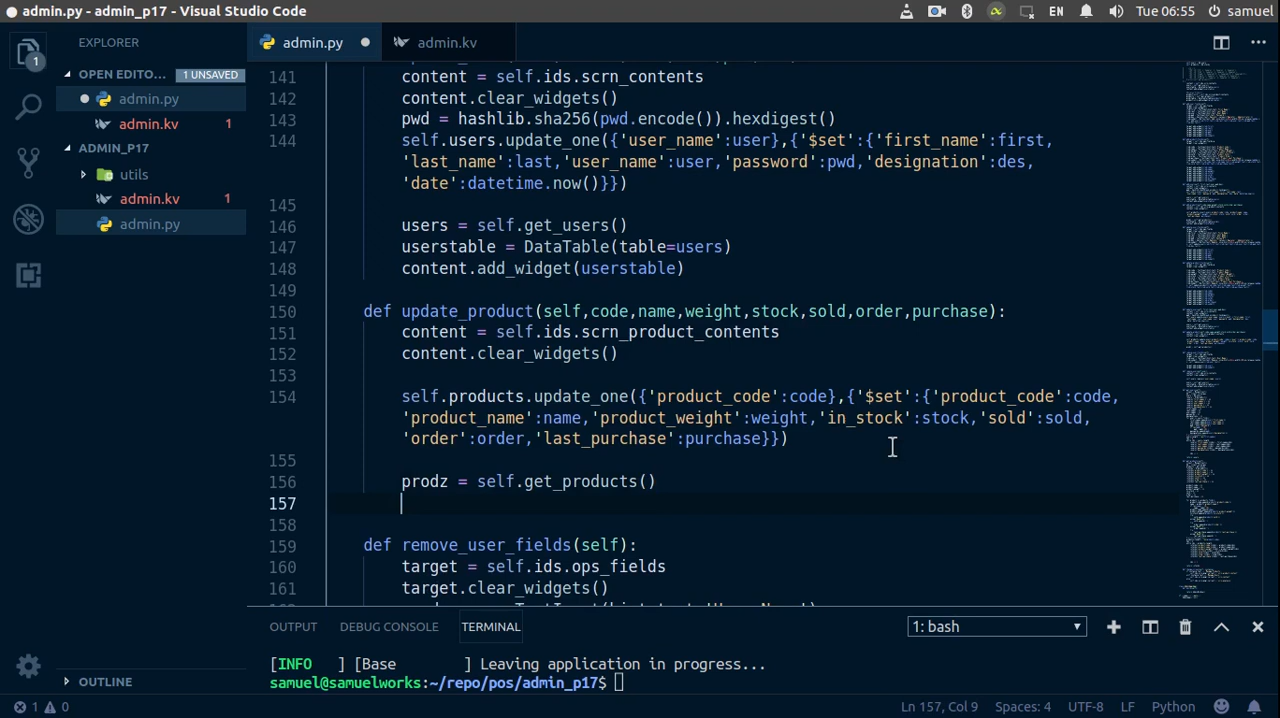 admin.py - admin_p17 - Visual Studio Code
EN
Tue 06:55
samuel
EXPLORER
admin.py
admin.kv
OPEN EDITO...
1 UNSAVED
admin.py
admin.kv 1
ADMIN_P17
utils
admin.kv 1
admin.py
OUTLINE
1
141 content = self.ids.scrn_contents
142 content.clear_widgets()
143 pwd = hashlib.sha256(pwd.encode()).hexdigest()
144 self.users.update_one({'user_name':user},{'$set':{'first_name':first,
'last_name':last,'user_name':user,'password':pwd,'designation':des,
'date':datetime.now()}})
145
146 users = self.get_users()
147 userstable = DataTable(table=users)
148 content.add_widget(userstable)
149
150 def update_product(self,code,name,weight,stock,sold,order,purchase):
151 content = self.ids.scrn_product_contents
152 content.clear_widgets()
153
154 self.products.update_one({'product_code':code},{'$set':{'product_code':code,
'product_name':name,'product_weight':weight,'in_stock':stock,'sold':sold,
'order':order,'last_purchase':purchase}})
155
156 prodz = self.get_products()
157
158
159 def remove_user_fields(self):
160 target = self.ids.ops_fields
161 target.clear_widgets()
OUTPUT DEBUG CONSOLE TERMINAL
1: bash
[INFO ] [Base ] Leaving application in progress...
samuel@samuelworks:~/repo/pos/admin_p17$
1 0
Ln 157, Col 9 Spaces: 4 UTF-8 LF Python